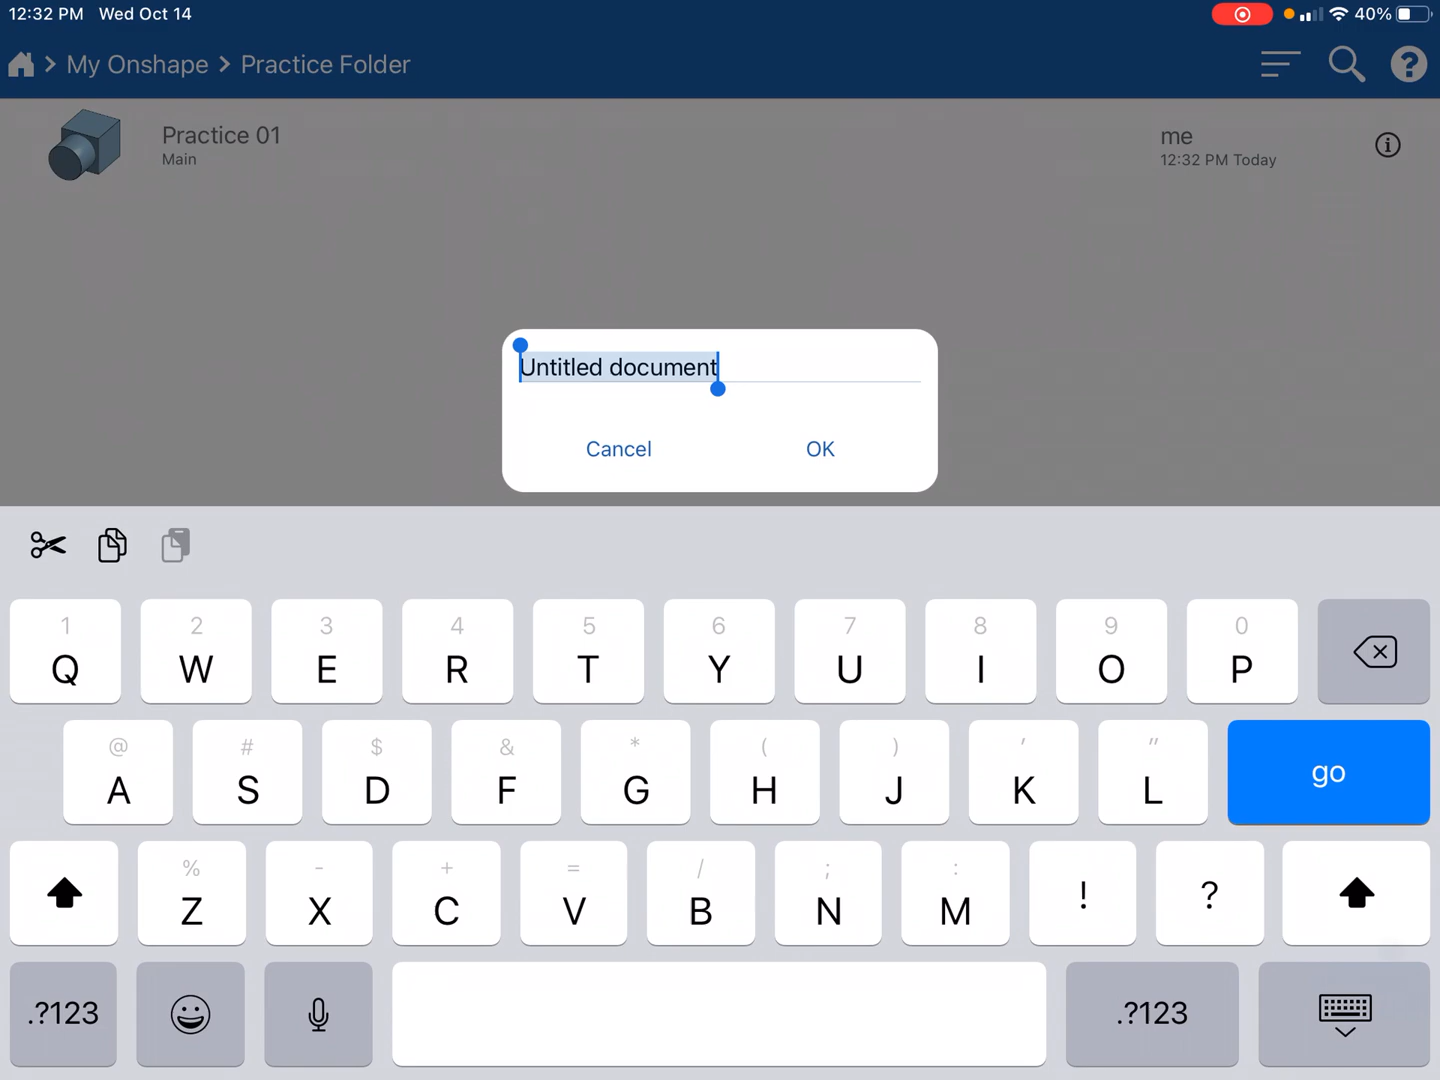 12:32 PM Wed Oct 14
40%
My Onshape > Practice Folder
Practice 01
Main
me
12:32 PM Today
Untitled document
Cancel OK
1 2 3 4 5 6 7 8 9 0
Q W E R T Y U I O P
@ # $ & * ( ) ' "
A S D F G H J K L
go
% - + = / ; :
Z X C V B N M ! ?
.?123 .?123